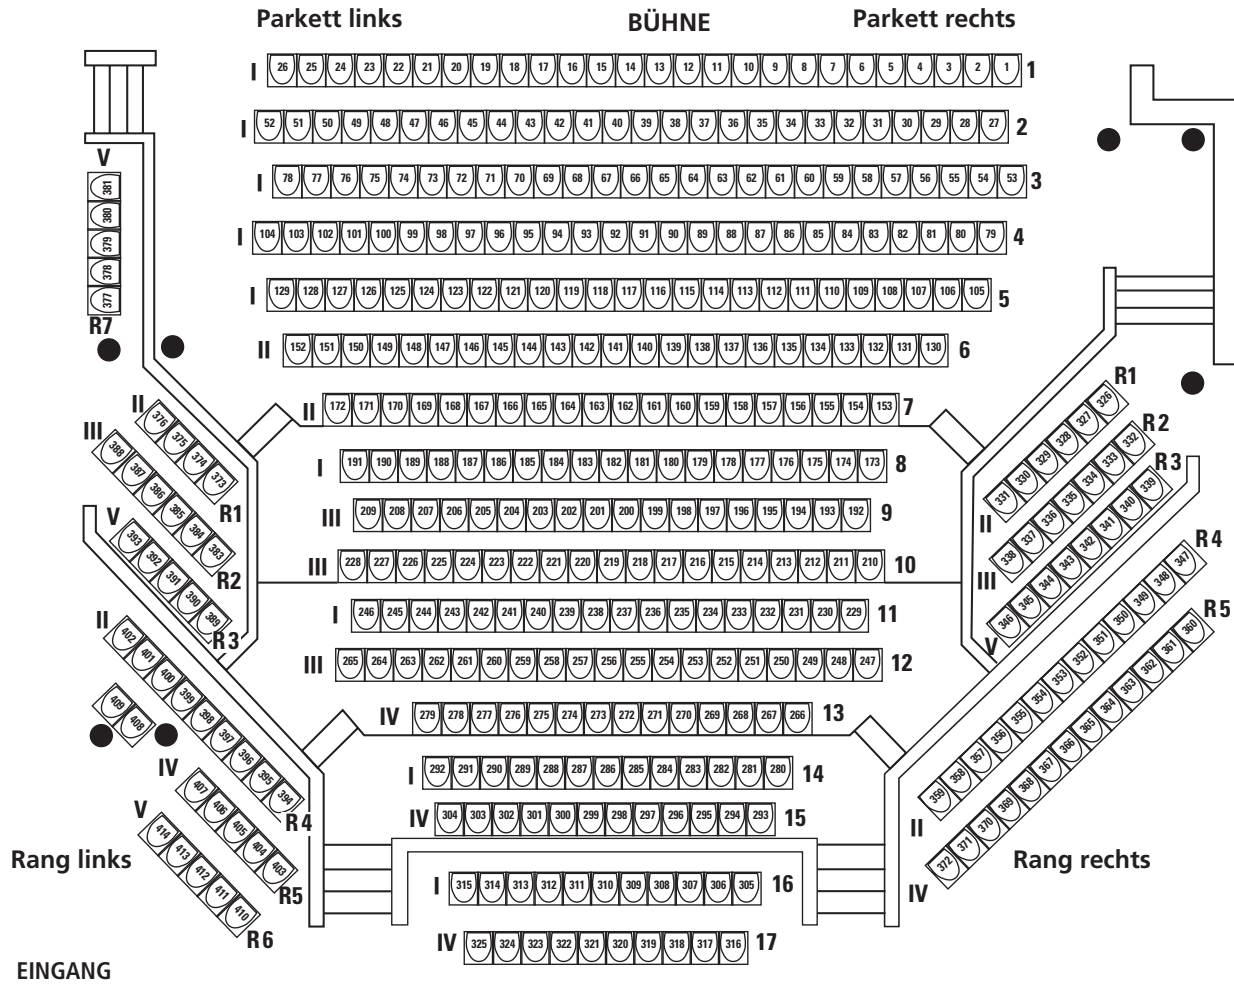 Parkett links BÜHNE Parkett rechts
I 26 25 24 23 22 21 20 19 18 17 16 15 14 13 12 11 10 9 8 7 6 5 4 3 2 1 1
I 52 51 50 49 48 47 46 45 44 43 42 41 40 39 38 37 36 35 34 33 32 31 30 29 28 27 2
I 78 77 76 75 74 73 72 71 70 69 68 67 66 65 64 63 62 61 60 59 58 57 56 55 54 53 3
I 104 103 102 101 100 99 98 97 96 95 94 93 92 91 90 89 88 87 86 85 84 83 82 81 80 79 4
I 129 128 127 126 125 124 123 122 121 120 119 118 117 116 115 114 113 112 111 110 109 108 107 106 105 5
II 152 151 150 149 148 147 146 145 144 143 142 141 140 139 138 137 136 135 134 133 132 131 130 6
II 172 171 170 169 168 167 166 165 164 163 162 161 160 159 158 157 156 155 154 153 7
I 191 190 189 188 187 186 185 184 183 182 181 180 179 178 177 176 175 174 173 8
III 209 208 207 206 205 204 203 202 201 200 199 198 197 196 195 194 193 192 9
III 228 227 226 225 224 223 222 221 220 219 218 217 216 215 214 213 212 211 210 10
I 246 245 244 243 242 241 240 239 238 237 236 235 234 233 232 231 230 229 11
III 265 264 263 262 261 260 259 258 257 256 255 254 253 252 251 250 249 248 247 12
IV 279 278 277 276 275 274 273 272 271 270 269 268 267 266 13
I 292 291 290 289 288 287 286 285 284 283 282 281 280 14
IV 304 303 302 301 300 299 298 297 296 295 294 293 15
I 315 314 313 312 311 310 309 308 307 306 305 16
IV 325 324 323 322 321 320 319 318 317 316 17
V 381 380 379 378 377 R7
II 376 375 374 373 R1
III 388 387 386 385 384 383 R2
V 393 392 391 390 389 R3
II 402 401 400 399 398 397 396 395 394 R4
409 408
IV 407 406 405 404 403 R5
V 414 413 412 411 410 R6
Rang links
EINGANG
II 331 330 329 328 327 326 R1
III 338 337 336 335 334 333 332 R2
V 346 345 344 343 342 341 340 339 R3
II 359 358 357 356 355 354 353 352 351 350 349 348 347 R4
IV 372 371 370 369 368 367 366 365 364 363 362 361 360 R5
Rang rechts